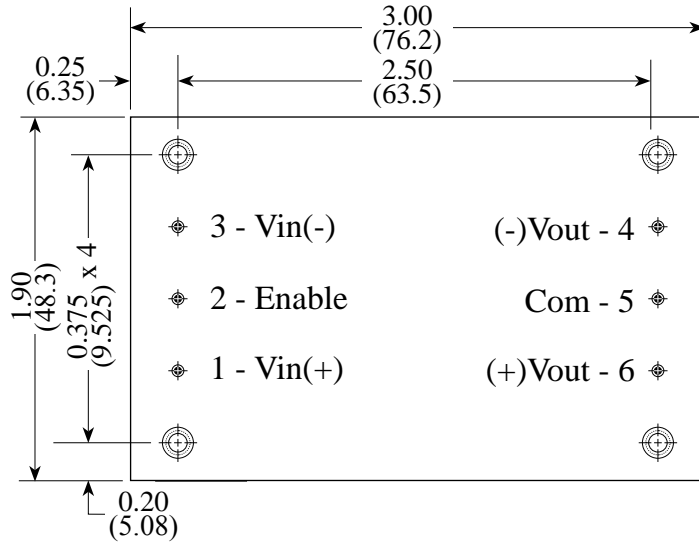 3.00
(76.2)
0.25
(6.35)
2.50
(63.5)
3 - Vin(-)
(-)Vout - 4
2 - Enable
Com - 5
1 - Vin(+)
(+)Vout - 6
1.90
(48.3)
0.375 x 4
(9.525)
0.20
(5.08)